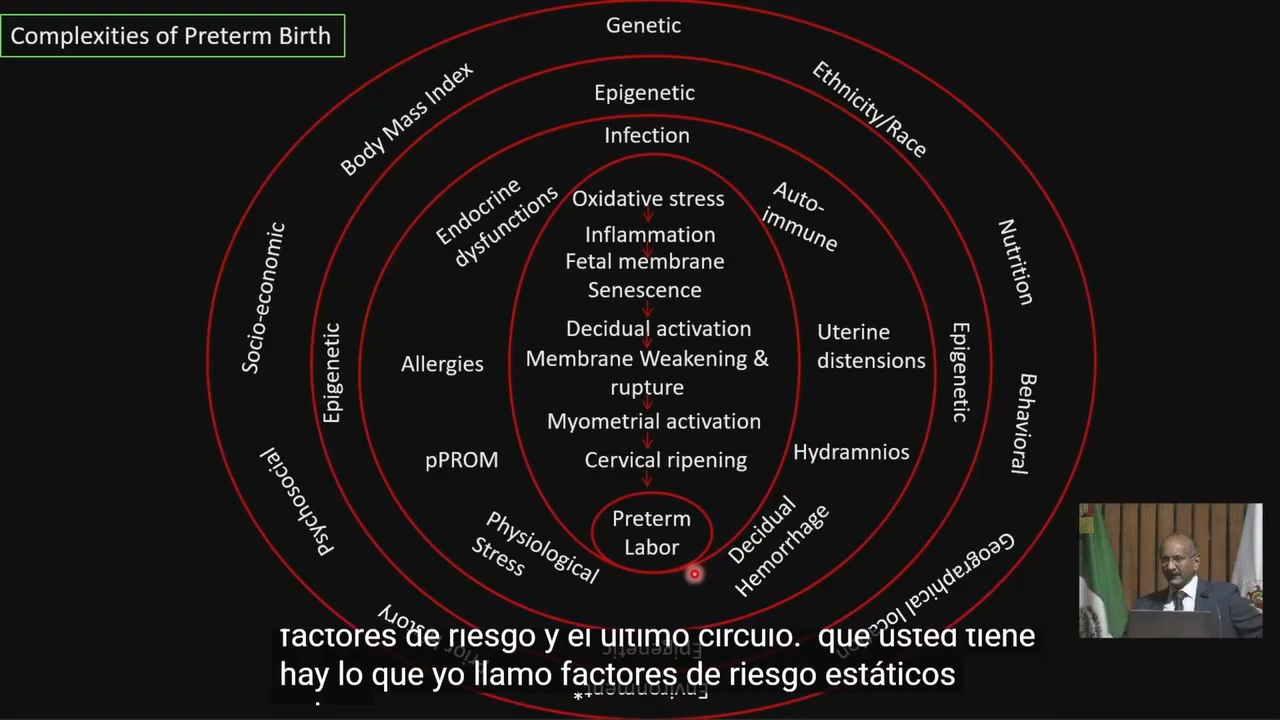 Complexities of Preterm Birth
Genetic
Body Mass Index
Ethnicity/Race
Epigenetic
Infection
Endocrine
dysfunctions
Auto-
immune
Oxidative stress
Inflammation
Fetal membrane
Senescence
Decidual activation
Membrane Weakening &
rupture
Myometrial activation
Cervical ripening
Preterm
Labor
Socio-economic
Nutrition
Epigenetic
Allergies
Uterine
distensions
Epigenetic
Behavioral
pPROM
Hydramnios
Psychosocial
Physiological
Stress
Decidual
Hemorrhage
Geographical location
Epigenetic
Environment*
factores de riesgo y el último círculo. que usted tiene
hay lo que yo llamo factores de riesgo estáticos